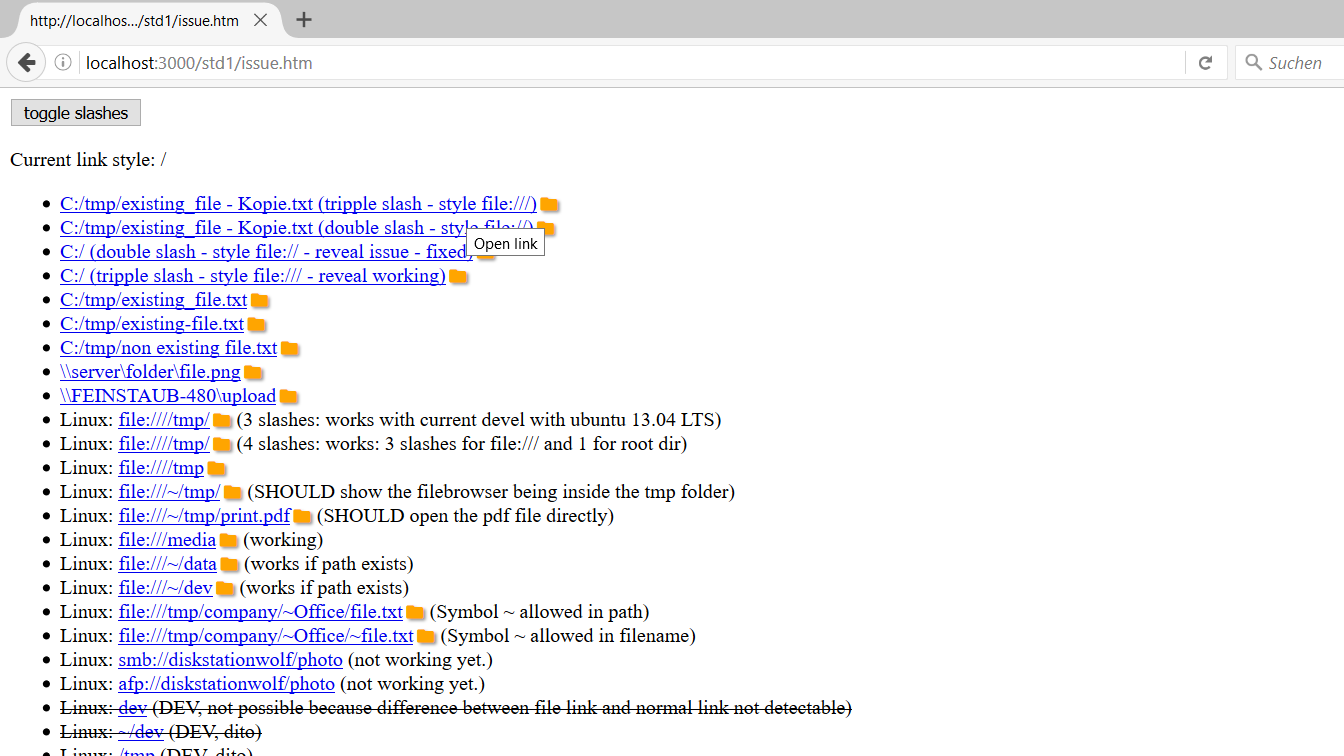 http://localhos.../std1/issue.htm
localhost:3000/std1/issue.htm
Suchen
toggle slashes
Current link style: /
C:/tmp/existing_file - Kopie.txt (tripple slash - style file:///)
C:/tmp/existing_file - Kopie.txt (double slash - style file://)
Open link
C:/ (double slash - style file:// - reveal issue - fixed)
C:/ (tripple slash - style file:/// - reveal working)
C:/tmp/existing_file.txt
C:/tmp/existing-file.txt
C:/tmp/non existing file.txt
\\server\folder\file.png
\\FEINSTAUB-480\upload
Linux: file:////tmp/ (3 slashes: works with current devel with ubuntu 13.04 LTS)
Linux: file:////tmp/ (4 slashes: works: 3 slashes for file:/// and 1 for root dir)
Linux: file:////tmp
Linux: file:///~/tmp/ (SHOULD show the filebrowser being inside the tmp folder)
Linux: file:///~/tmp/print.pdf (SHOULD open the pdf file directly)
Linux: file:///media (working)
Linux: file:///~/data (works if path exists)
Linux: file:///~/dev (works if path exists)
Linux: file:///tmp/company/~Office/file.txt (Symbol ~ allowed in path)
Linux: file:///tmp/company/~Office/~file.txt (Symbol ~ allowed in filename)
Linux: smb://diskstationwolf/photo (not working yet.)
Linux: afp://diskstationwolf/photo (not working yet.)
Linux: dev (DEV, not possible because difference between file link and normal link not detectable)
Linux: ~/dev (DEV, dito)
Linux: /tmp (DEV, dito)